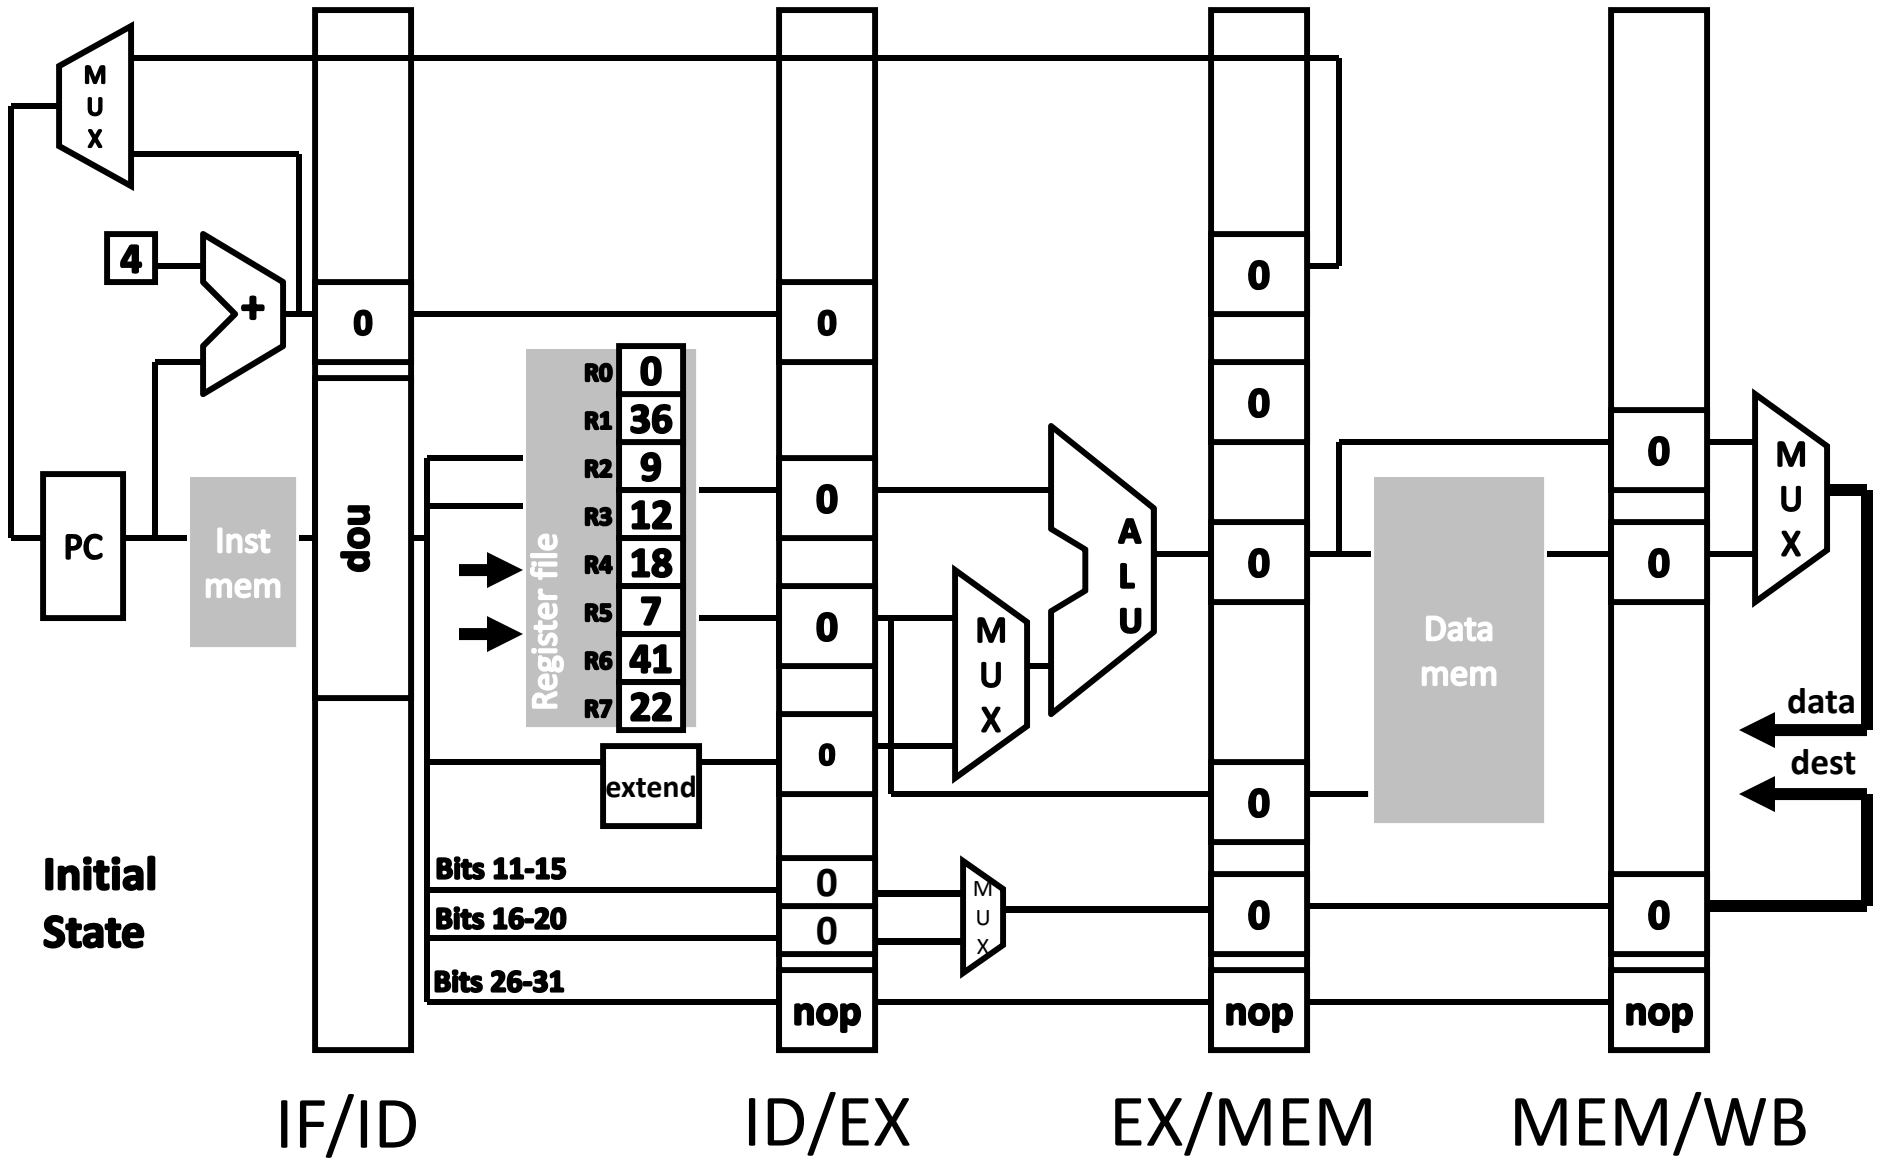 M
U
X
4
+
0
0
0
R0 0
R1 36
R2 9
R3 12
R4 18
R5 7
R6 41
R7 22
Register file
PC
Inst
mem
nop
0
0
0
0
0
0
0
0
M
U
X
A
L
U
M
U
X
Data
mem
data
dest
extend
Initial
State
Bits 11-15
Bits 16-20
Bits 26-31
0
0
M
U
X
0
0
nop
nop
nop
IF/ID
ID/EX
EX/MEM
MEM/WB